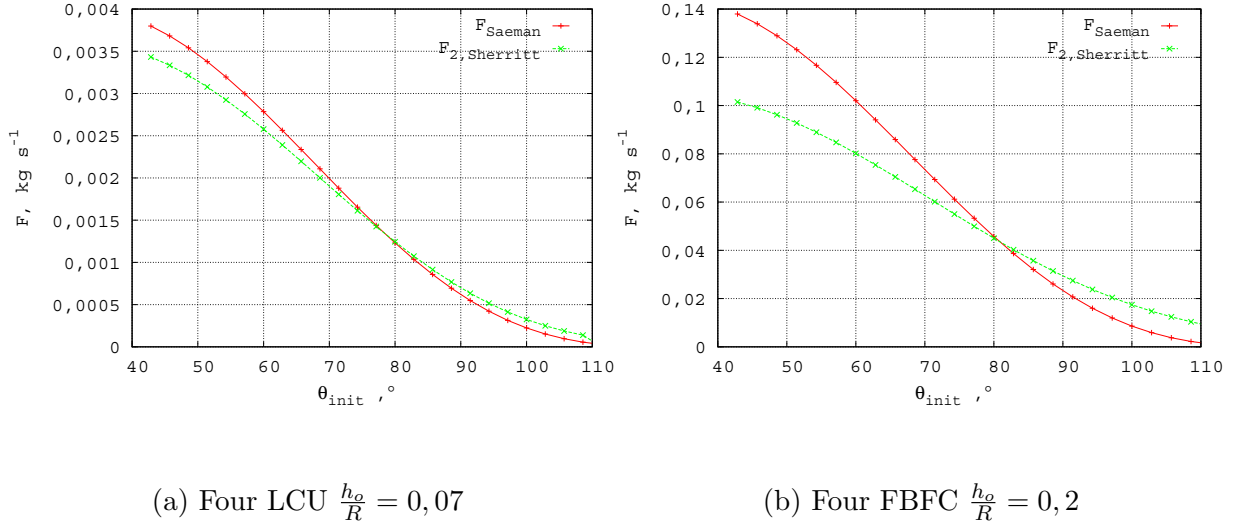 0,004
0,0035
0,003
0,0025
0,002
0,0015
0,001
0,0005
0
F, kg s⁻¹
F_Saeman
F_2,Sherritt
40 50 60 70 80 90 100 110
θ_init ,°
0,14
0,12
0,1
0,08
0,06
0,04
0,02
0
F, kg s⁻¹
F_Saeman
F_2,Sherritt
40 50 60 70 80 90 100 110
θ_init ,°
(a) Four LCU h_o/R = 0,07
(b) Four FBFC h_o/R = 0,2